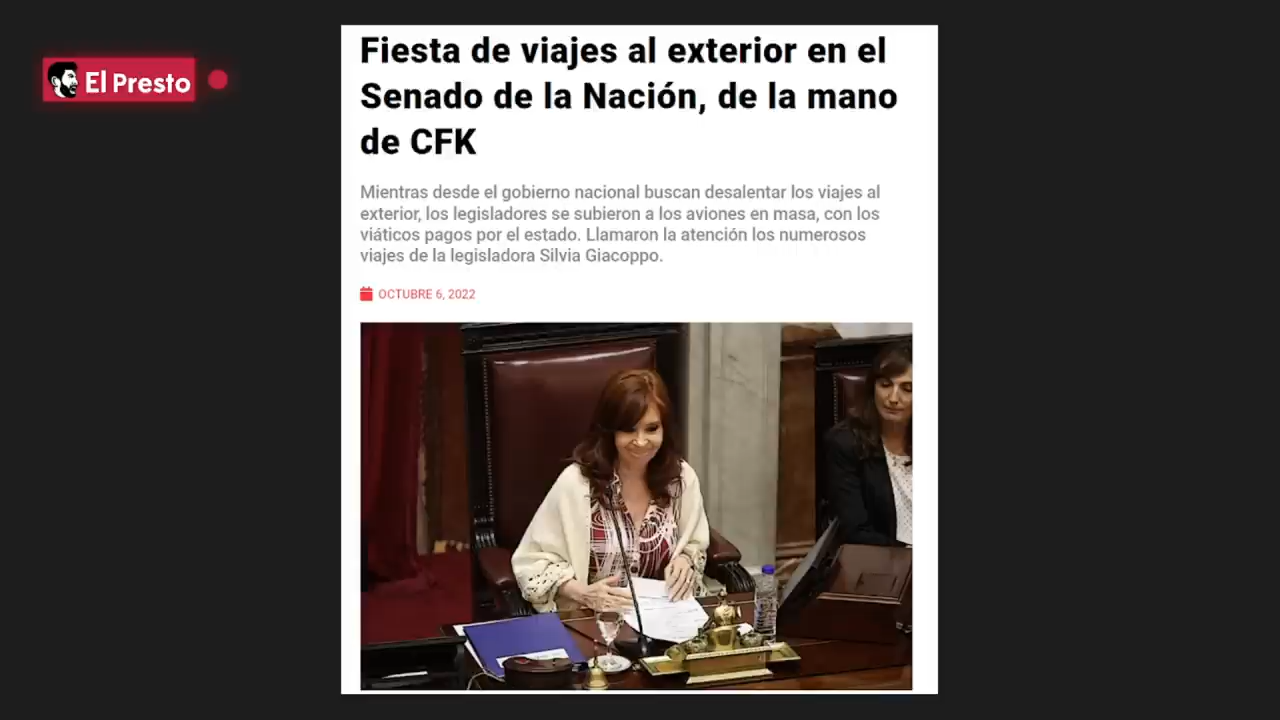 El Presto
Fiesta de viajes al exterior en el
Senado de la Nación, de la mano
de CFK
Mientras desde el gobierno nacional buscan desalentar los viajes al
exterior, los legisladores se subieron a los aviones en masa, con los
viáticos pagos por el estado. Llamaron la atención los numerosos
viajes de la legisladora Silvia Giacoppo.
OCTUBRE 6, 2022